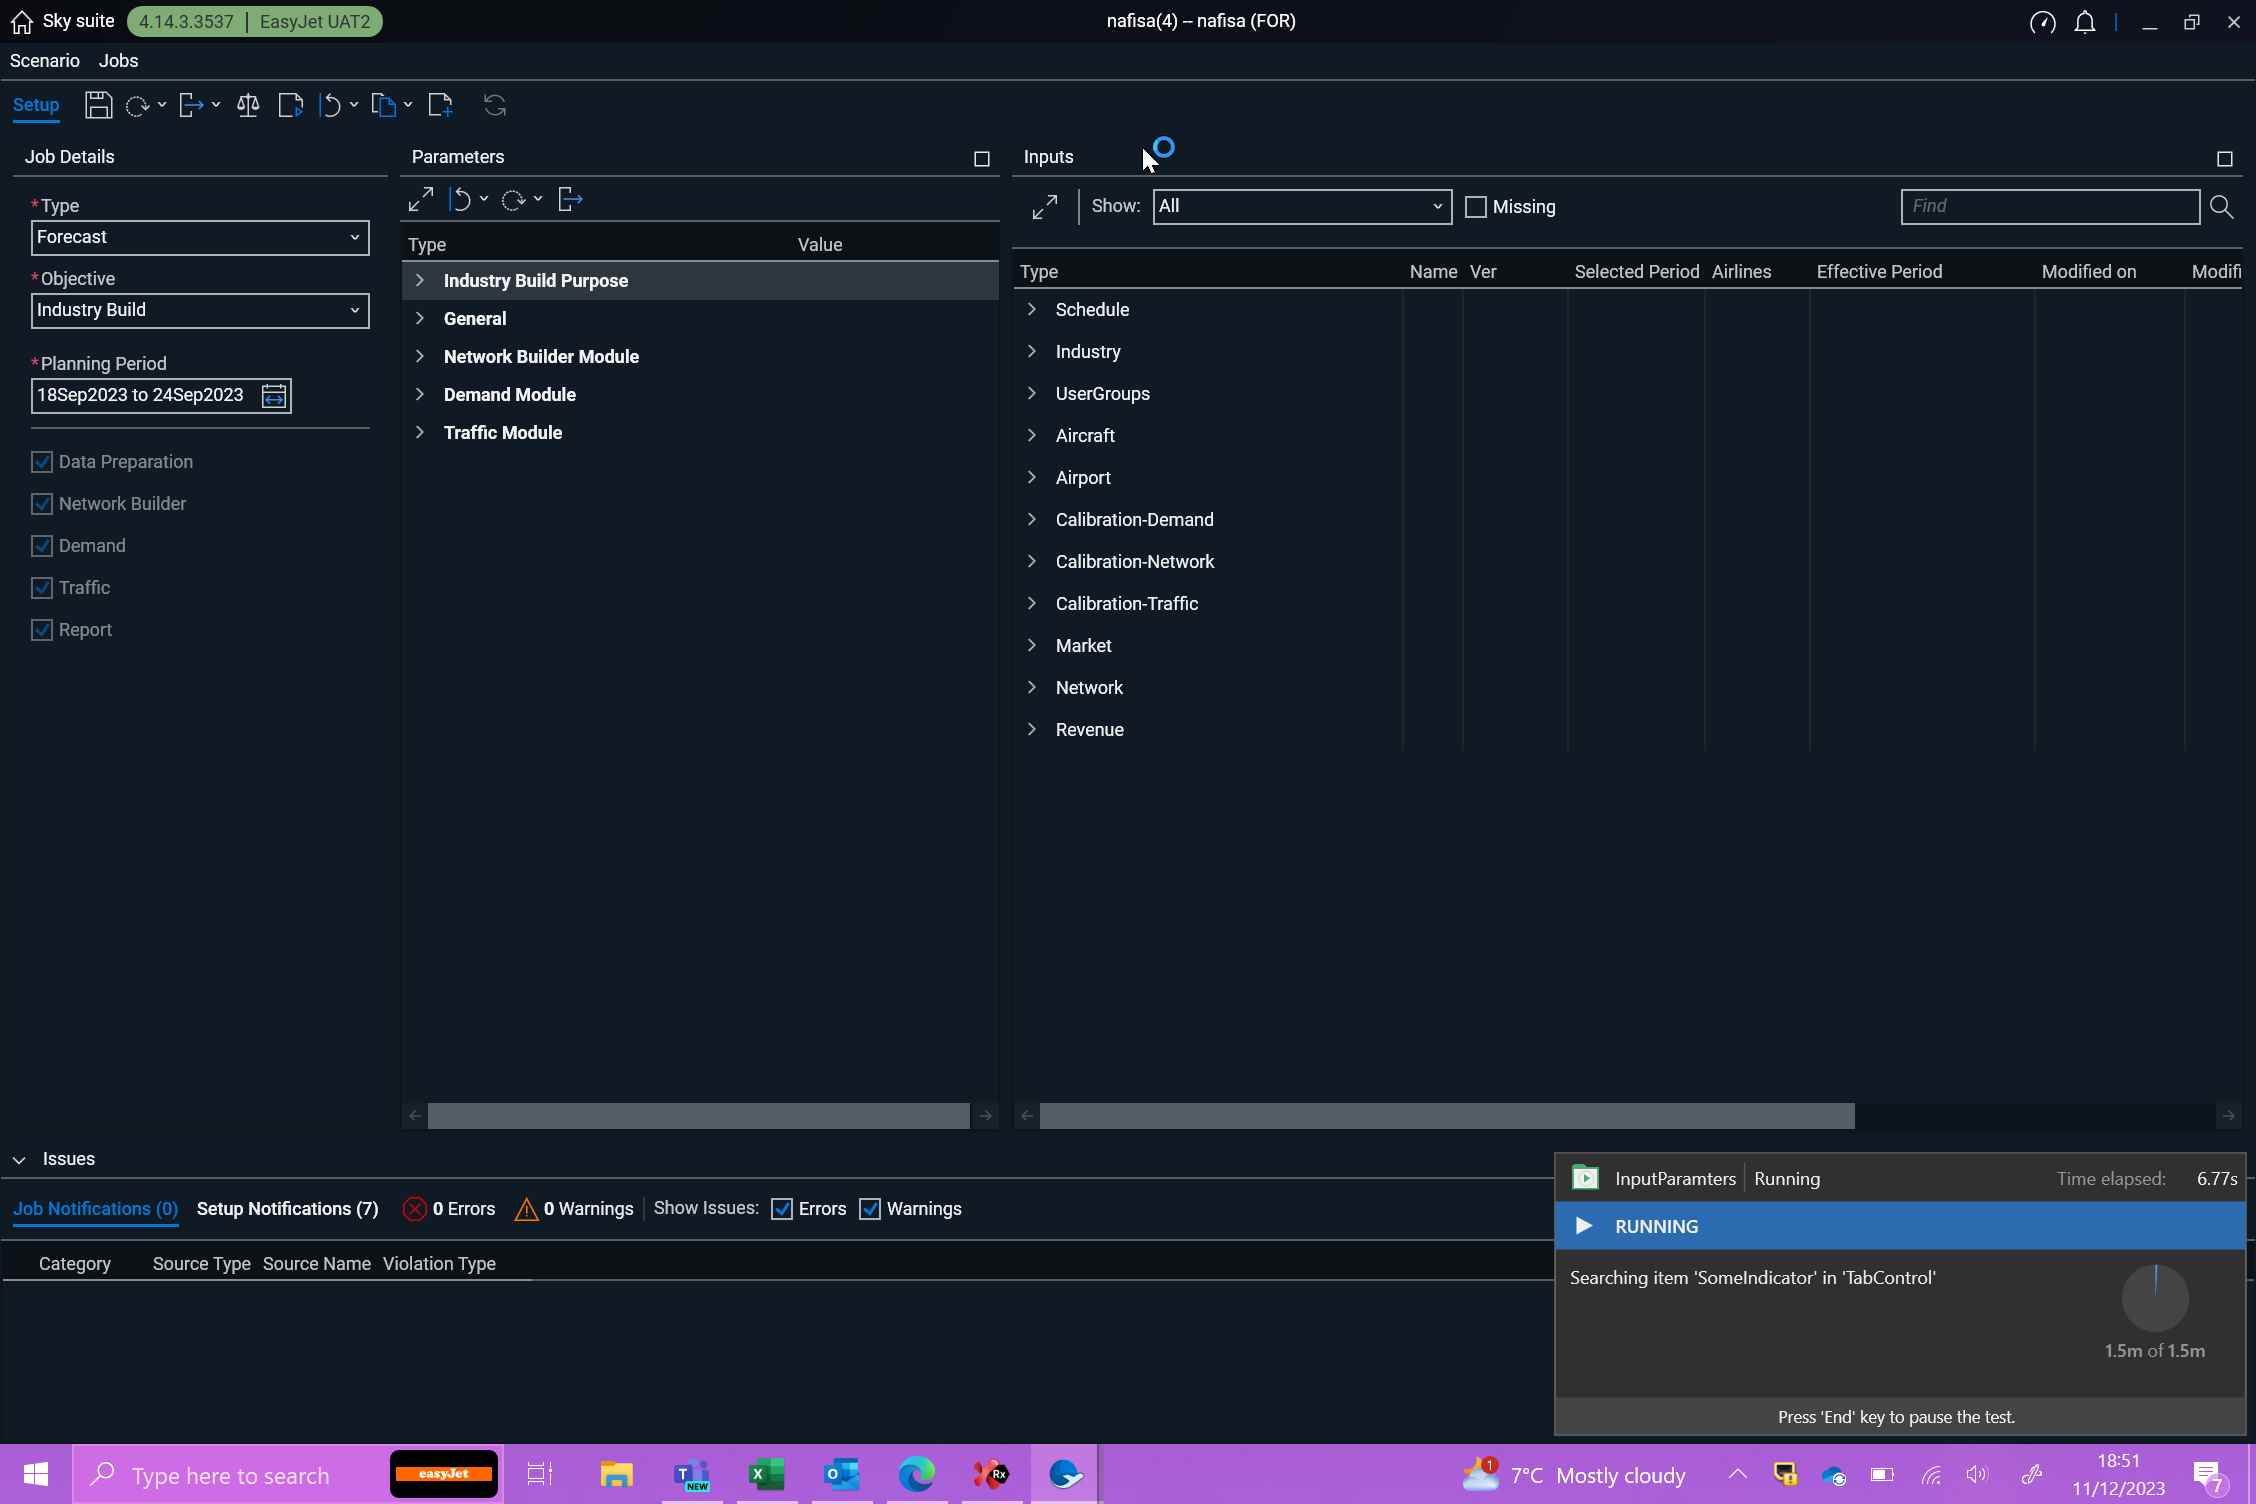 Sky suite 4.14.3.3537 | EasyJet UAT2 nafisa(4) – nafisa (FOR)
Scenario Jobs
Setup
Job Details
*Type
Forecast
*Objective
Industry Build
*Planning Period
18Sep2023 to 24Sep2023
Data Preparation
Network Builder
Demand
Traffic
Report
Parameters
Type Value
Industry Build Purpose
General
Network Builder Module
Demand Module
Traffic Module
Inputs
Show: All Missing Find
Type Name Ver Selected Period Airlines Effective Period Modified on Modifi
Schedule
Industry
UserGroups
Aircraft
Airport
Calibration-Demand
Calibration-Network
Calibration-Traffic
Market
Network
Revenue
Issues
Job Notifications (0) Setup Notifications (7) 0 Errors 0 Warnings Show Issues: Errors Warnings
Category Source Type Source Name Violation Type
InputParamters Running Time elapsed: 6.77s
RUNNING
Searching item 'SomeIndicator' in 'TabControl'
1.5m of 1.5m
Press 'End' key to pause the test.
Type here to search easyJet T NEW X O Rx 1 7°C Mostly cloudy 18:51
11/12/2023 7